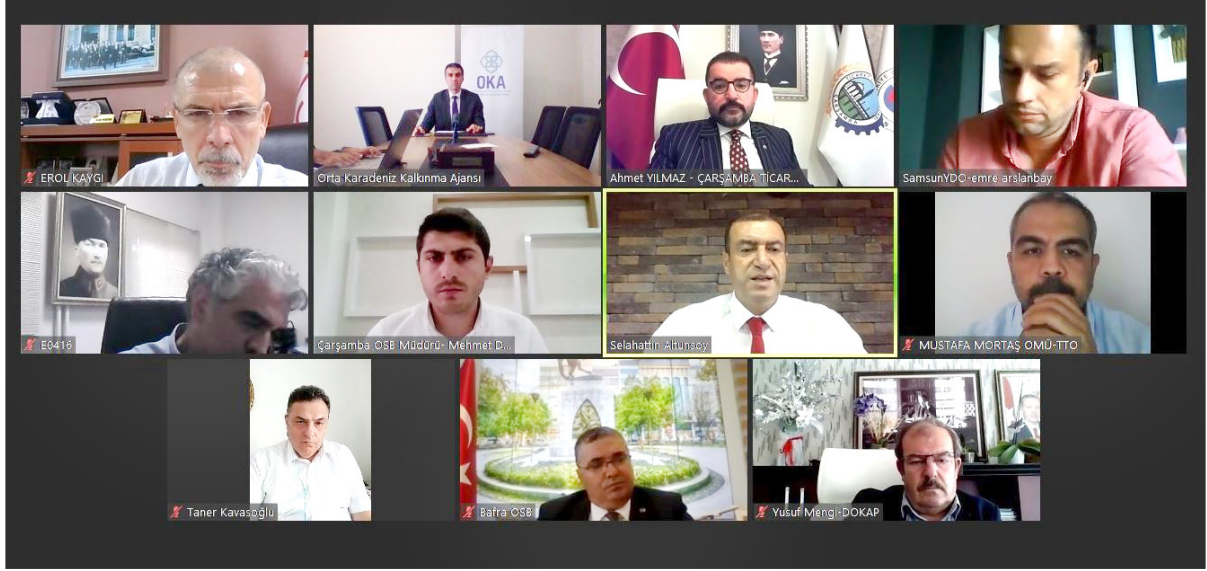 EROL KAYGI
OKA
Orta Karadeniz Kalkınma Ajansı
Ahmet YILMAZ - ÇARŞAMBA TİCAR...
SamsunYDO-emre arslanbay
E0416
Çarşamba OSB Müdürü- Mehmet D...
Selahattin Altunsoy
MUSTAFA MORTAŞ OMÜ-TTO
Taner Kavasoğlu
Bafra OSB
Yusuf Mengi-DOKAP